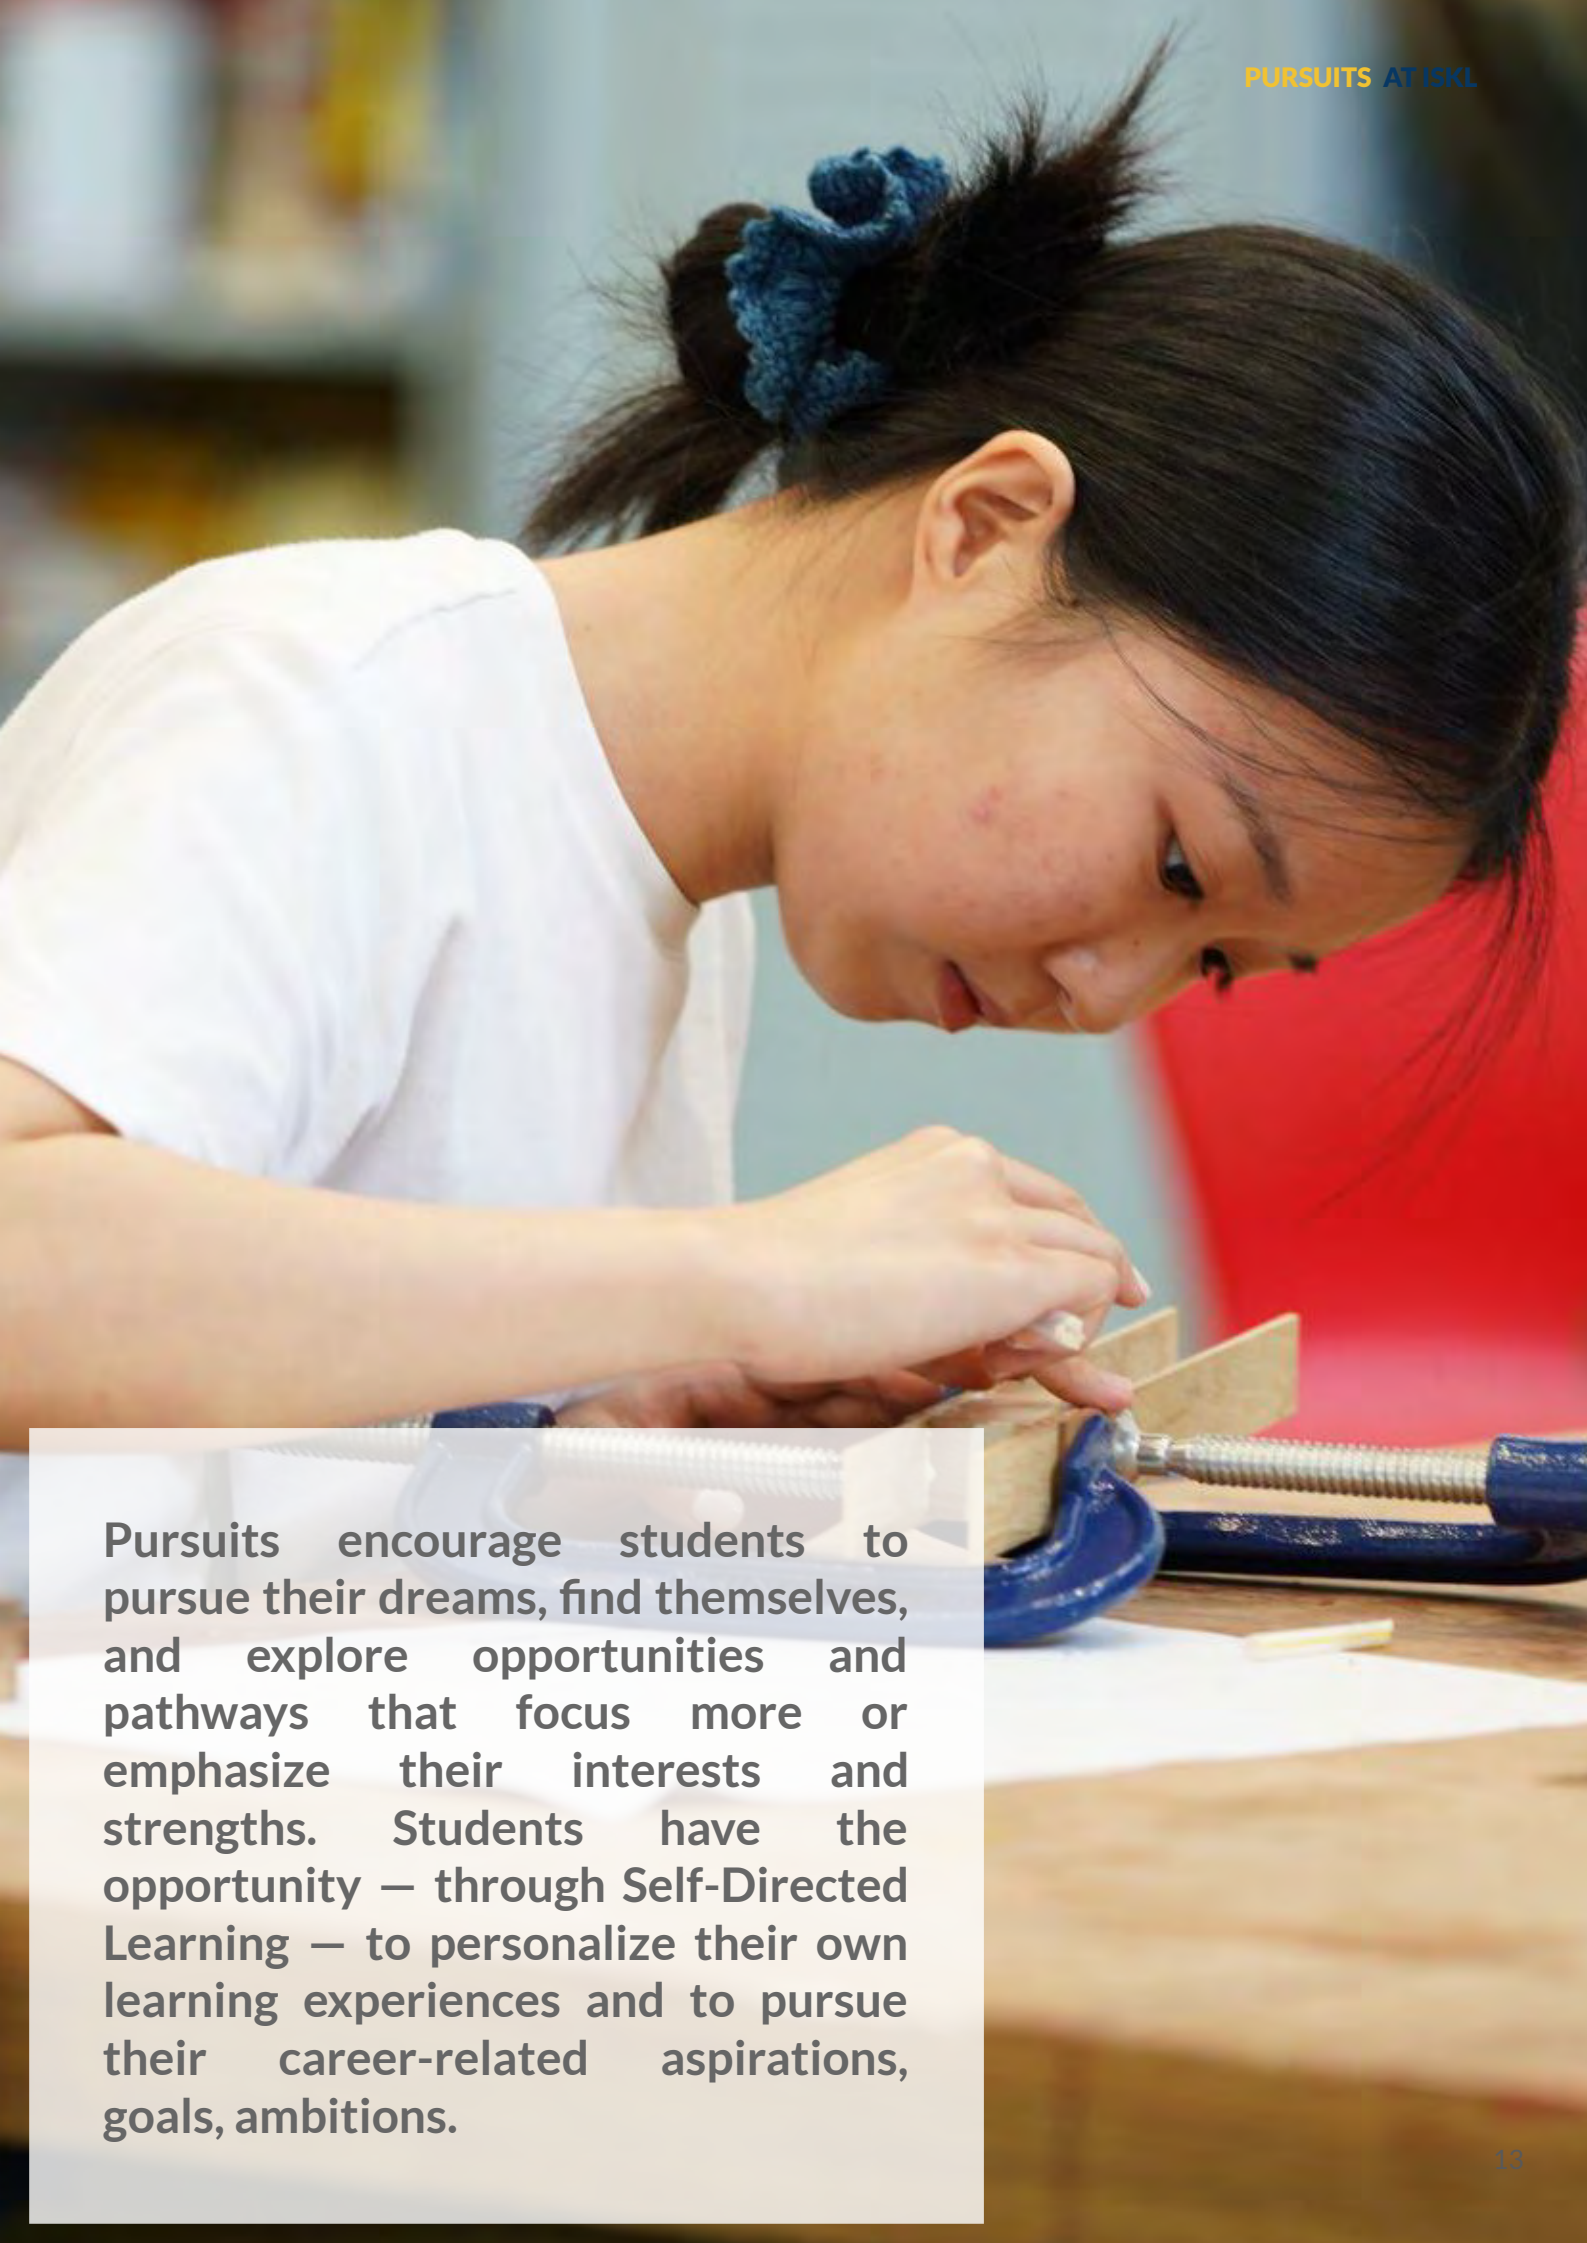 PURSUITS AT ISKL
Pursuits encourage students to
pursue their dreams, find themselves,
and explore opportunities and
pathways that focus more or
emphasize their interests and
strengths. Students have the
opportunity — through Self-Directed
Learning — to personalize their own
learning experiences and to pursue
their career-related aspirations,
goals, ambitions.
13